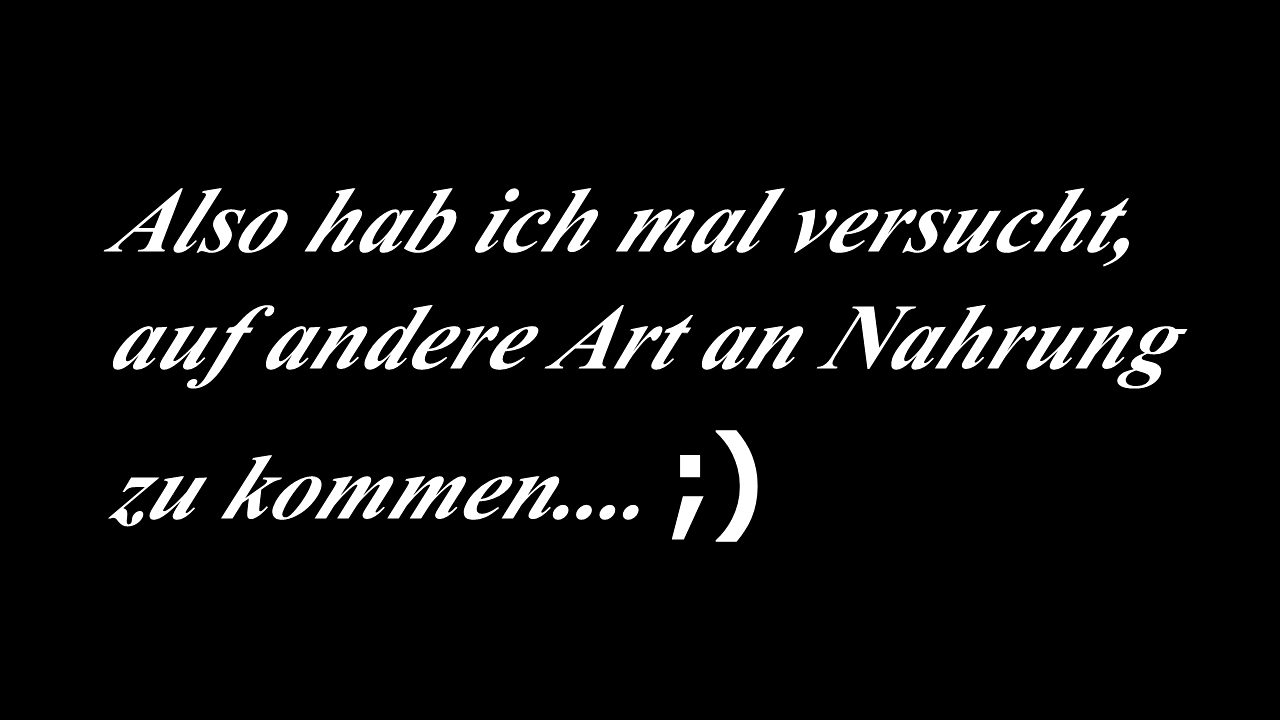 Also hab ich mal versucht,
auf andere Art an Nahrung
zu kommen.... ;)